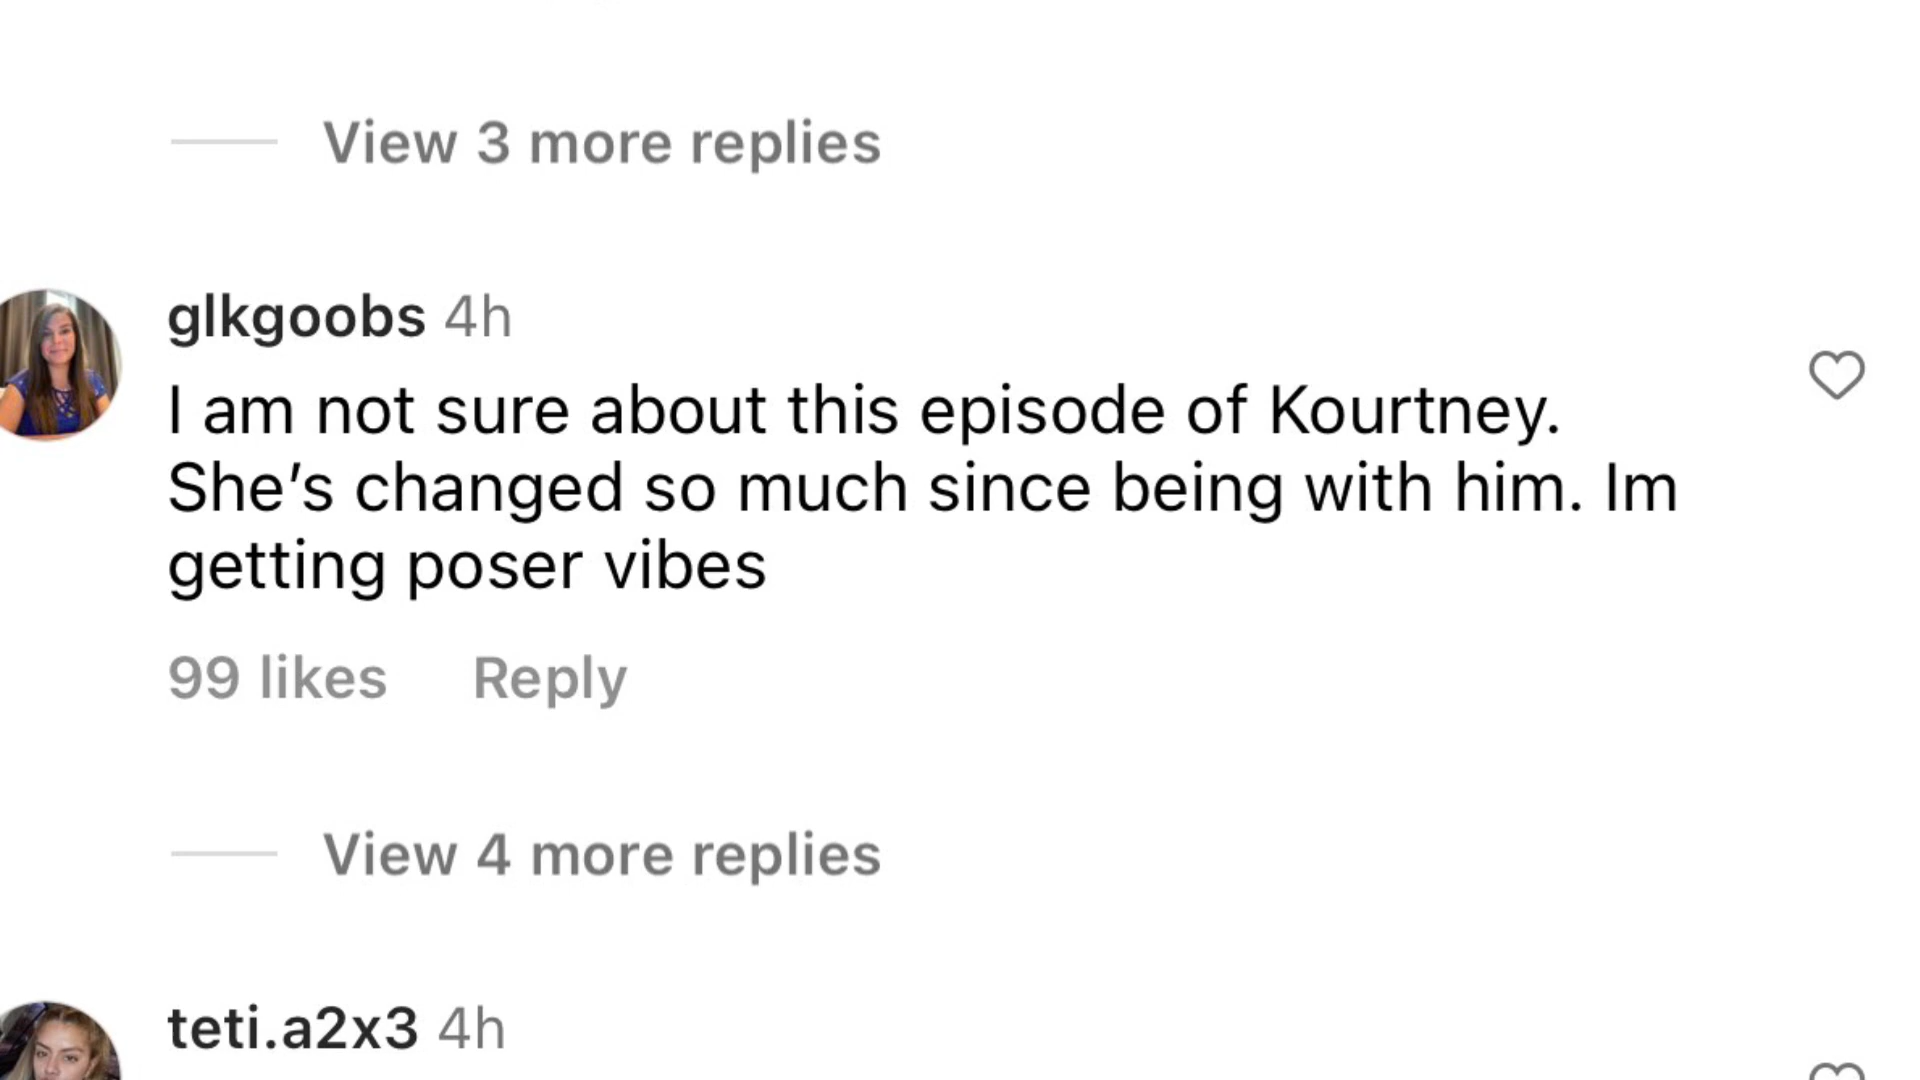 View 3 more replies
glkgoobs 4h
I am not sure about this episode of Kourtney.
She’s changed so much since being with him. Im
getting poser vibes
99 likes Reply
View 4 more replies
teti.a2x3 4h